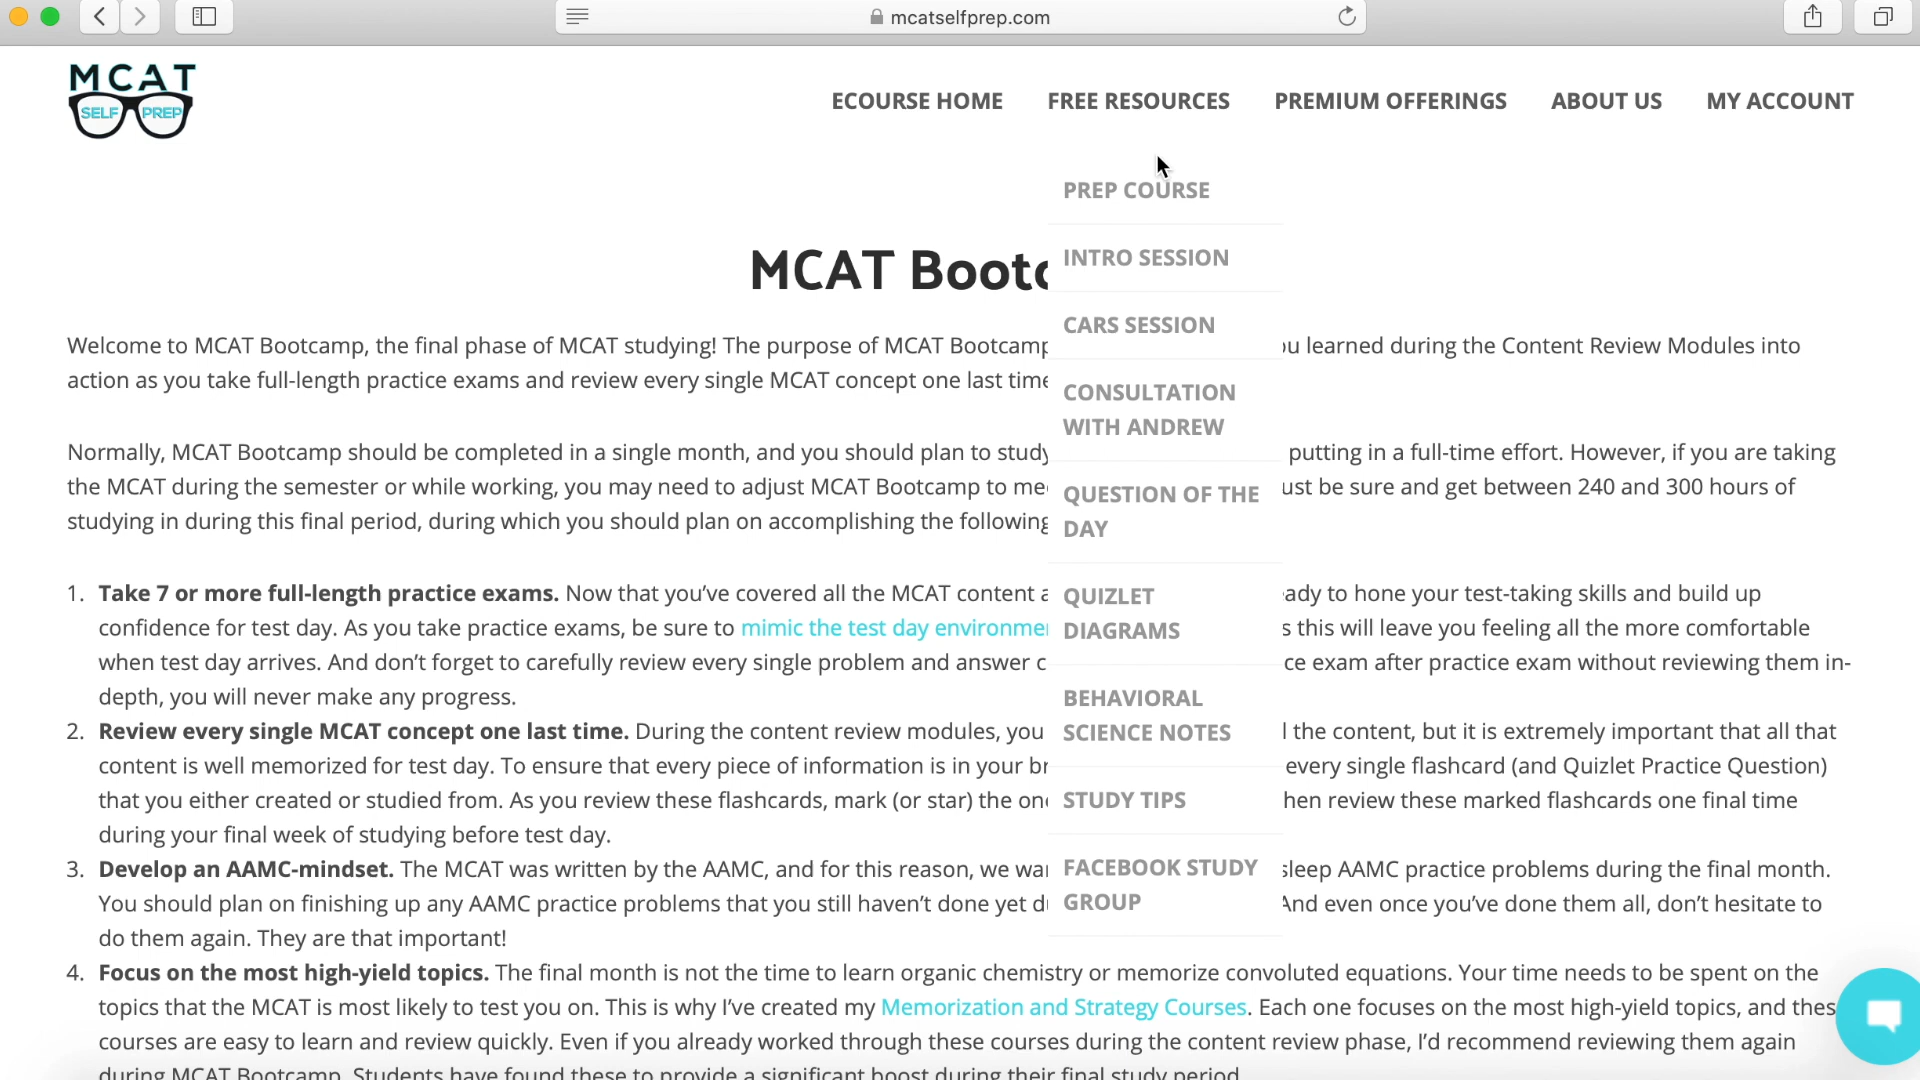 mcatselfprep.com
MCAT
SELF PREP
ECOURSE HOME
FREE RESOURCES
PREMIUM OFFERINGS
ABOUT US
MY ACCOUNT
PREP COURSE
INTRO SESSION
CARS SESSION
CONSULTATION
WITH ANDREW
QUESTION OF THE
DAY
QUIZLET
DIAGRAMS
BEHAVIORAL
SCIENCE NOTES
STUDY TIPS
FACEBOOK STUDY
GROUP
MCAT
Welcome to MCAT Bootcamp, the final phase of MCAT studying! The purpose of MCAT Bootcamp learned during the Content Review Modules into
action as you take full-length practice exams and review every single MCAT concept one last time
Normally, MCAT Bootcamp should be completed in a single month, and you should plan to study putting in a full-time effort. However, if you are taking
the MCAT during the semester or while working, you may need to adjust MCAT Bootcamp to be sure and get between 240 and 300 hours of
studying in during this final period, during which you should plan on accomplishing the following
1. Take 7 or more full-length practice exams. Now that you've covered all the MCAT content to hone your test-taking skills and build up
confidence for test day. As you take practice exams, be sure to mimic the test day this will leave you feeling all the more comfortable
when test day arrives. And don't forget to carefully review every single problem and answer exam after practice exam without reviewing them in-
depth, you will never make any progress.
2. Review every single MCAT concept one last time. During the content review modules, you the content, but it is extremely important that all that
content is well memorized for test day. To ensure that every piece of information is in your every single flashcard (and Quizlet Practice Question)
that you either created or studied from. As you review these flashcards, mark (or star) the review these marked flashcards one final time
during your final week of studying before test day.
3. Develop an AAMC-mindset. The MCAT was written by the AAMC, and for this reason, we sleep AAMC practice problems during the final month.
You should plan on finishing up any AAMC practice problems that you still haven't done yet And even once you've done them all, don't hesitate to
do them again. They are that important!
4. Focus on the most high-yield topics. The final month is not the time to learn organic chemistry or memorize convoluted equations. Your time needs to be spent on the
topics that the MCAT is most likely to test you on. This is why I've created my Memorization and Strategy Courses. Each one focuses on the most high-yield topics, and
courses are easy to learn and review quickly. Even if you already worked through these courses during the content review phase, I'd recommend reviewing them again
during MCAT Bootcamp. Students have found these to provide a significant boost during their final study period.